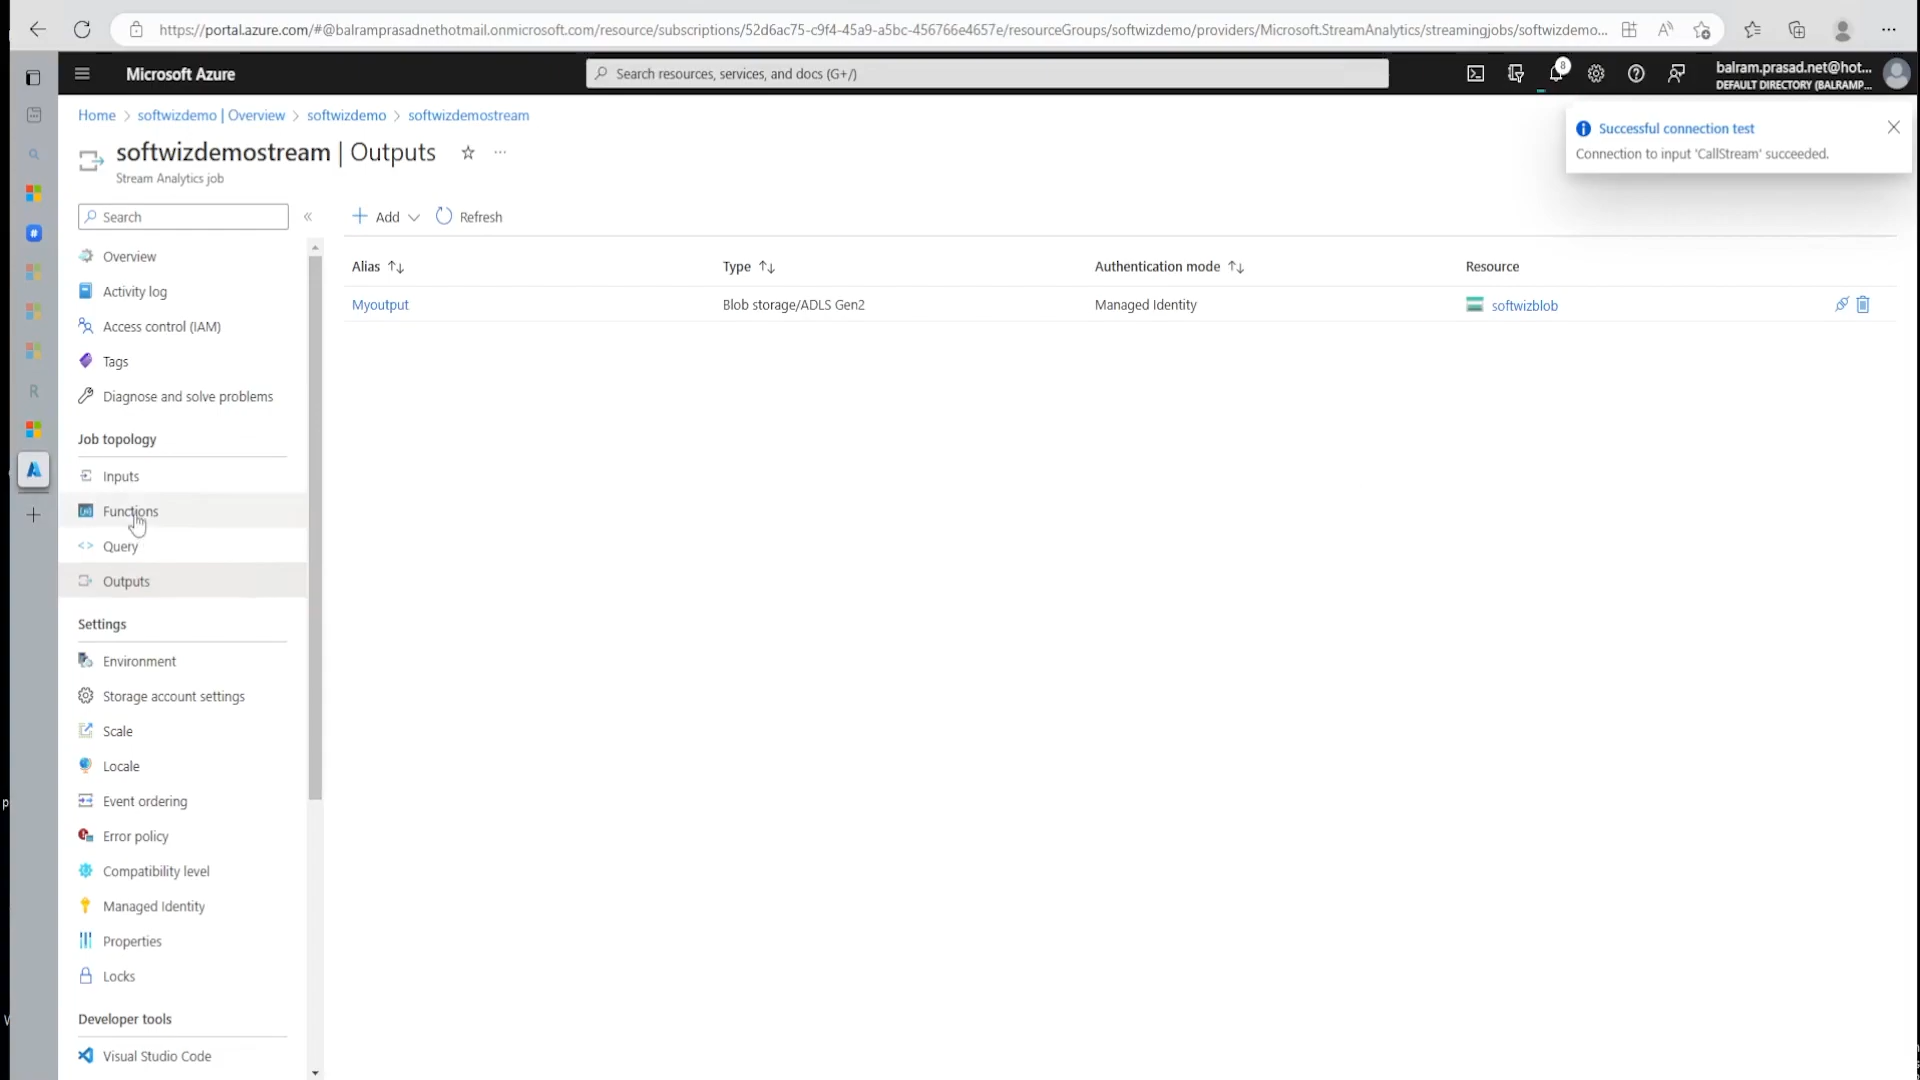 https://portal.azure.com/#@balramprasadnethotmail.onmicrosoft.com/resource/subscriptions/52d6ac75-c9f4-45a9-a5bc-456766e4657e/resourceGroups/softwizdemo/providers/Microsoft.StreamAnalytics/streamingjobs/softwizdemo...
Microsoft Azure
Search resources, services, and docs (G+/)
8
balram.prasad.net@hot...
DEFAULT DIRECTORY (BALRAMP...
Home > softwizdemo | Overview > softwizdemo > softwizdemostream
Successful connection test
Connection to input 'CallStream' succeeded.
softwizdemostream | Outputs
Stream Analytics job
Search
Add
Refresh
Overview
Activity log
Access control (IAM)
Tags
Diagnose and solve problems
Job topology
Inputs
Functions
Query
Outputs
Settings
Environment
Storage account settings
Scale
Locale
Event ordering
Error policy
Compatibility level
Managed Identity
Properties
Locks
Developer tools
Visual Studio Code
Alias Type Authentication mode Resource
Myoutput Blob storage/ADLS Gen2 Managed Identity softwizblob